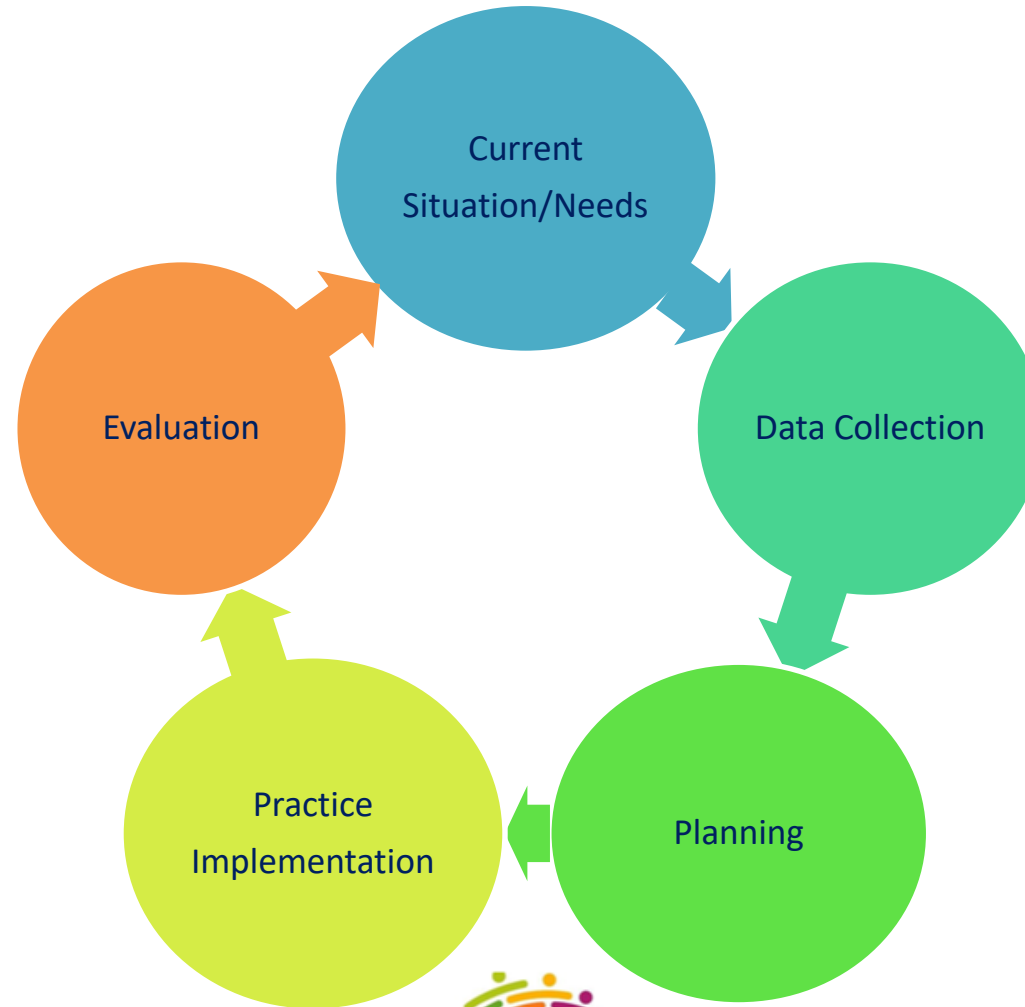 Current
Situation/Needs
Data Collection
Planning
Practice
Implementation
Evaluation